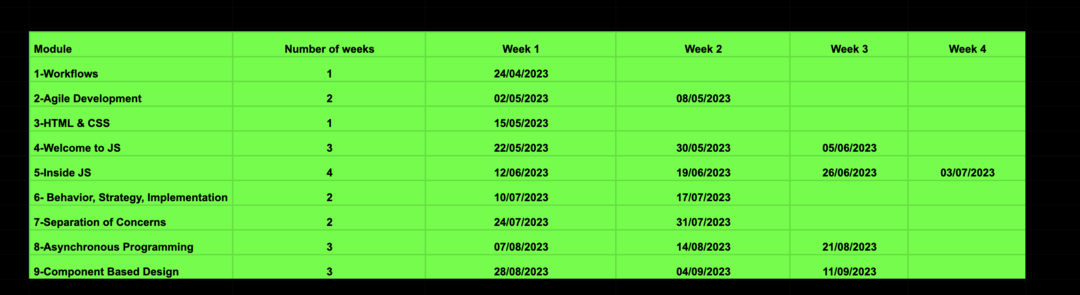 Module Number of weeks Week 1 Week 2 Week 3 Week 4
1-Workflows 1 24/04/2023
2-Agile Development 2 02/05/2023 08/05/2023
3-HTML & CSS 1 15/05/2023
4-Welcome to JS 3 22/05/2023 30/05/2023 05/06/2023
5-Inside JS 4 12/06/2023 19/06/2023 26/06/2023 03/07/2023
6- Behavior, Strategy, Implementation 2 10/07/2023 17/07/2023
7-Separation of Concerns 2 24/07/2023 31/07/2023
8-Asynchronous Programming 3 07/08/2023 14/08/2023 21/08/2023
9-Component Based Design 3 28/08/2023 04/09/2023 11/09/2023